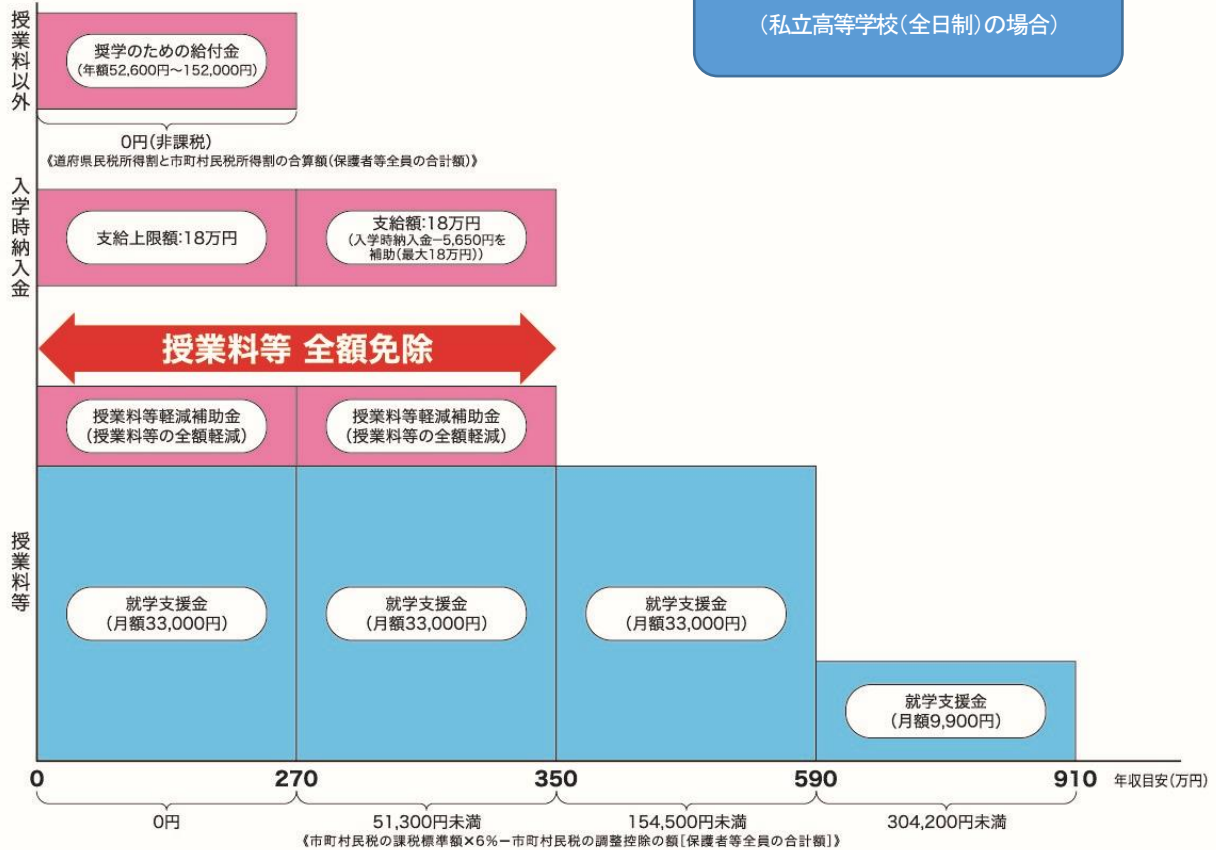 (私立高等学校(全日制)の場合)
授業料以外
奨学のための給付金
(年額52,600円〜152,000円)
0円(非課税)
《道府県民税所得割と市町村民税所得割の合算額(保護者等全員の合計額)》
入学時納入金
支給上限額:18万円
支給額:18万円
(入学時納入金−5,650円を
補助(最大18万円))
授業料等 全額免除
授業料等軽減補助金
(授業料等の全額軽減)
授業料等軽減補助金
(授業料等の全額軽減)
授業料等
就学支援金
(月額33,000円)
就学支援金
(月額33,000円)
就学支援金
(月額33,000円)
就学支援金
(月額9,900円)
0 270 350 590 910 年収目安(万円)
0円 51,300円未満 154,500円未満 304,200円未満
《市町村民税の課税標準額×6%−市町村民税の調整控除の額[保護者等全員の合計額]》